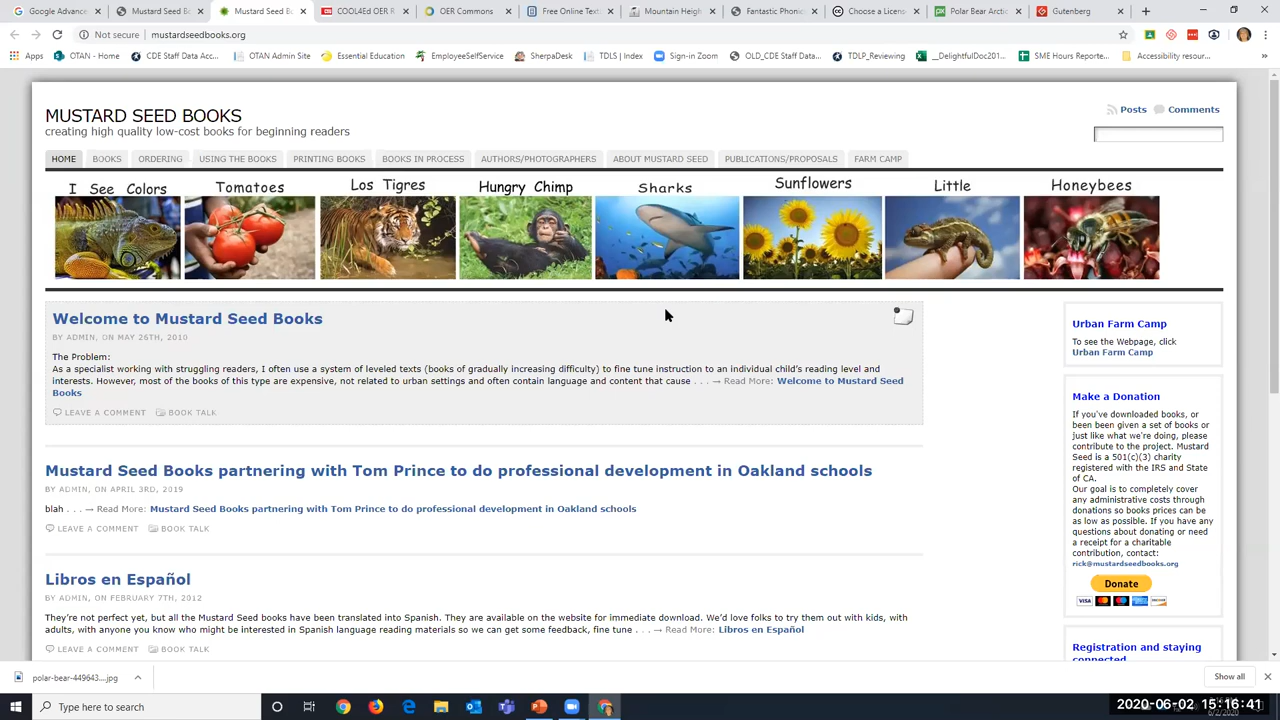 Google Advance
Mustard Seed B
Mustard Seed B
COOL4Ed OER R
OER Commons
Free Online Text
Mountain Heigh
Fantastic Phonic
Choose a Licens
Polar Bear Arctic
Gutenberg
Not secure | mustardseedbooks.org
Apps
OTAN - Home
CDE Staff Data Acc...
OTAN Admin Site
Essential Education
EmployeeSelfService
SherpaDesk
TDLS | Index
Sign-in Zoom
OLD_CDE Staff Data...
TDLP_Reviewing
__DelightfulDoc201...
SME Hours Reporte...
Accessibility resour...
MUSTARD SEED BOOKS
creating high quality low-cost books for beginning readers
Posts Comments
HOME BOOKS ORDERING USING THE BOOKS PRINTING BOOKS BOOKS IN PROCESS AUTHORS/PHOTOGRAPHERS ABOUT MUSTARD SEED PUBLICATIONS/PROPOSALS FARM CAMP
I See Colors Tomatoes Los Tigres Hungry Chimp Sharks Sunflowers Little Honeybees
Welcome to Mustard Seed Books
BY ADMIN, ON MAY 26TH, 2010
The Problem:
As a specialist working with struggling readers, I often use a system of leveled texts (books of gradually increasing difficulty) to fine tune instruction to an individual child's reading level and
interests. However, most of the books of this type are expensive, not related to urban settings and often contain language and content that cause . . . → Read More: Welcome to Mustard Seed
Books
LEAVE A COMMENT BOOK TALK
Mustard Seed Books partnering with Tom Prince to do professional development in Oakland schools
BY ADMIN, ON APRIL 3RD, 2019
blah . . . → Read More: Mustard Seed Books partnering with Tom Prince to do professional development in Oakland schools
LEAVE A COMMENT BOOK TALK
Libros en Español
BY ADMIN, ON FEBRUARY 7TH, 2012
They're not perfect yet, but all the Mustard Seed books have been translated into Spanish. They are available on the website for immediate download. We'd love folks to try them out with kids, with
adults, with anyone you know who might be interested in Spanish language reading materials so we can get some feedback, fine tune . . . → Read More: Libros en Español
LEAVE A COMMENT BOOK TALK
Urban Farm Camp
To see the Webpage, click
Urban Farm Camp
Make a Donation
If you've downloaded books, or
been been given a set of books or
just like what we're doing, please
contribute to the project. Mustard
Seed is a 501(c)(3) charity
registered with the IRS and State
of CA.
Our goal is to completely cover
any administrative costs through
donations so books prices can be
as low as possible. If you have any
questions about donating or need
a receipt for a charitable
contribution, contact:
rick@mustardseedbooks.org
Donate
VISA
Registration and staying
connected
polar-bear-449643....jpg
Show all
Type here to search
2020-06-02 15:16:41